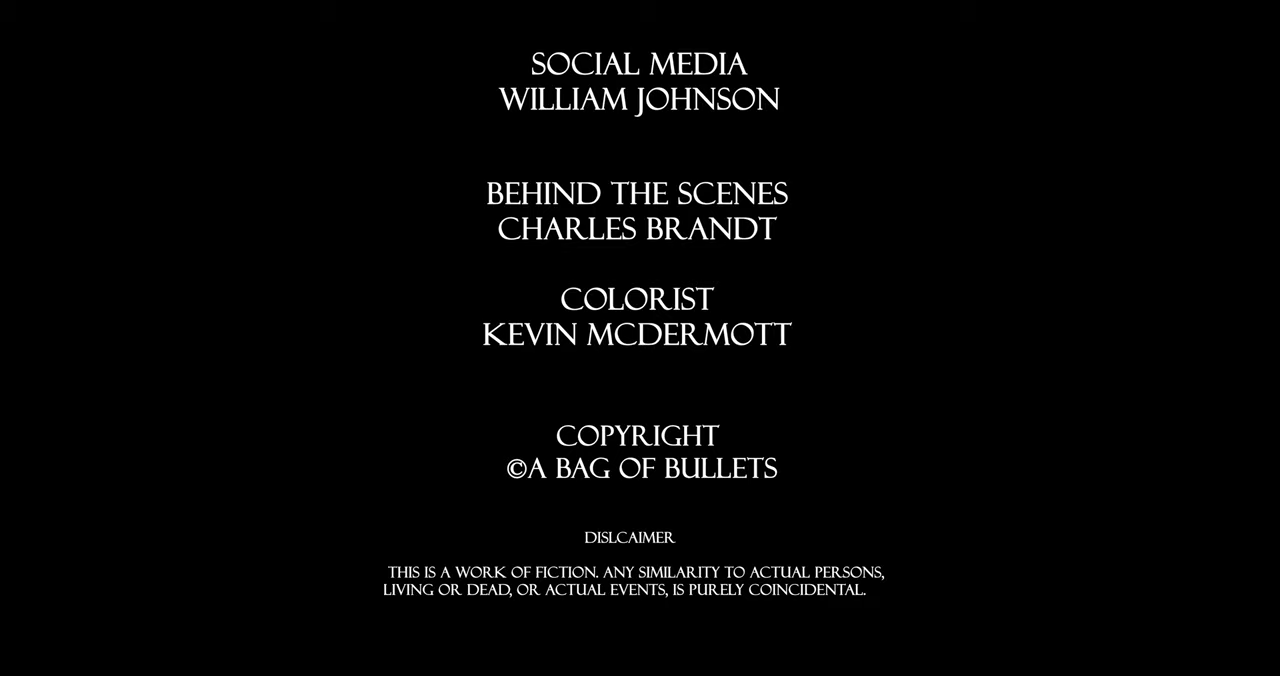 SOCIAL MEDIA
WILLIAM JOHNSON
BEHIND THE SCENES
CHARLES BRANDT
COLORIST
KEVIN MCDERMOTT
COPYRIGHT
©A BAG OF BULLETS
DISLCAIMER
THIS IS A WORK OF FICTION. ANY SIMILARITY TO ACTUAL PERSONS,
LIVING OR DEAD, OR ACTUAL EVENTS, IS PURELY COINCIDENTAL.